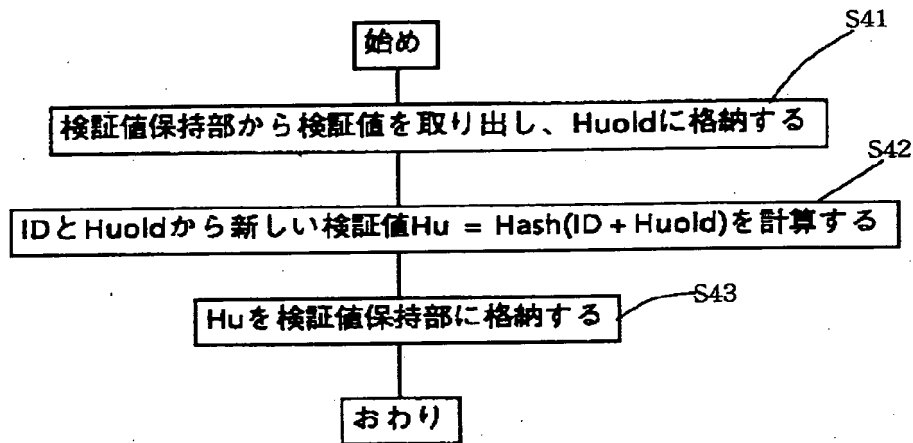 始め
S41
検証値保持部から検証値を取り出し、Huoldに格納する
S42
IDとHuoldから新しい検証値Hu = Hash(ID + Huold)を計算する
S43
Huを検証値保持部に格納する
おわり